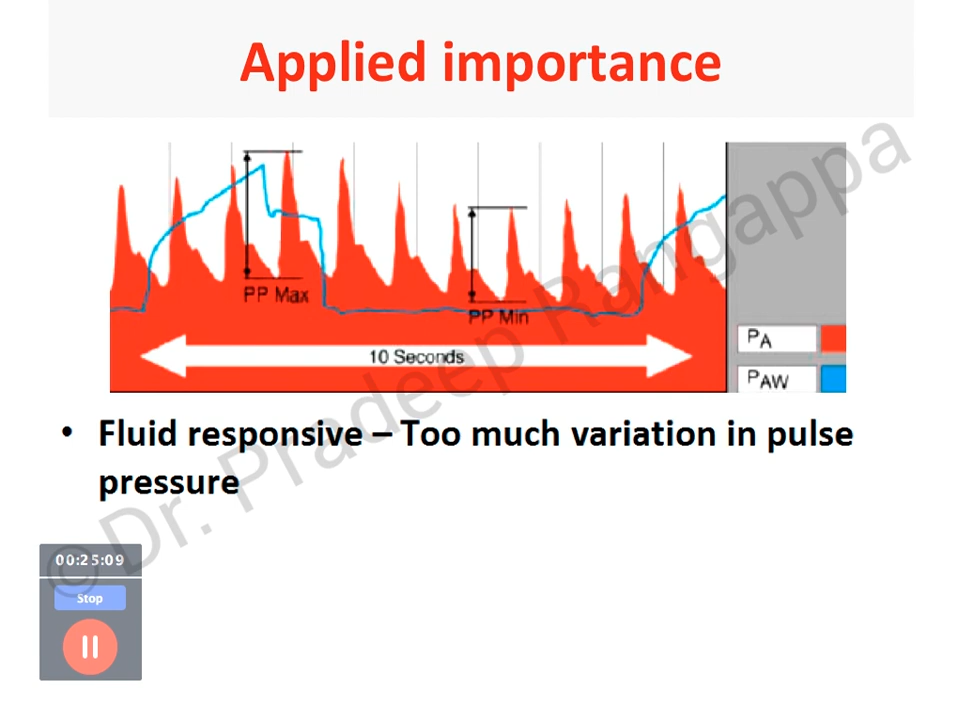 Applied importance
PP Max
PP Min
10 Seconds
PA
PAW
• Fluid responsive – Too much variation in pulse
pressure
© Dr. Pradeep Rangappa
00:25:09
Stop